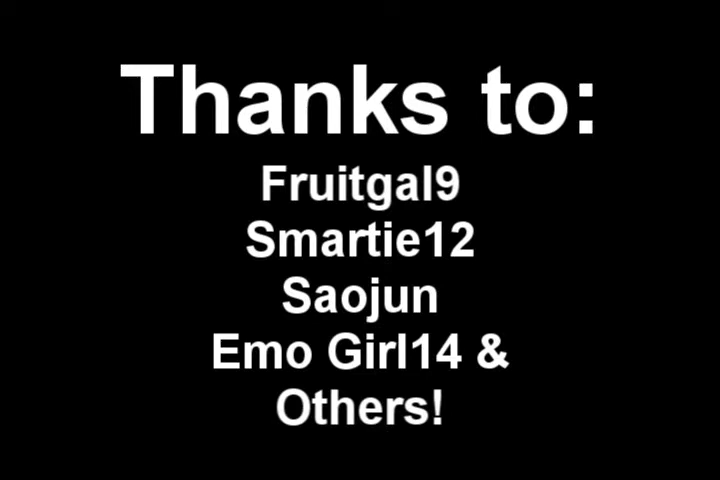 Thanks to:
Fruitgal9
Smartie12
Saojun
Emo Girl14 &
Others!